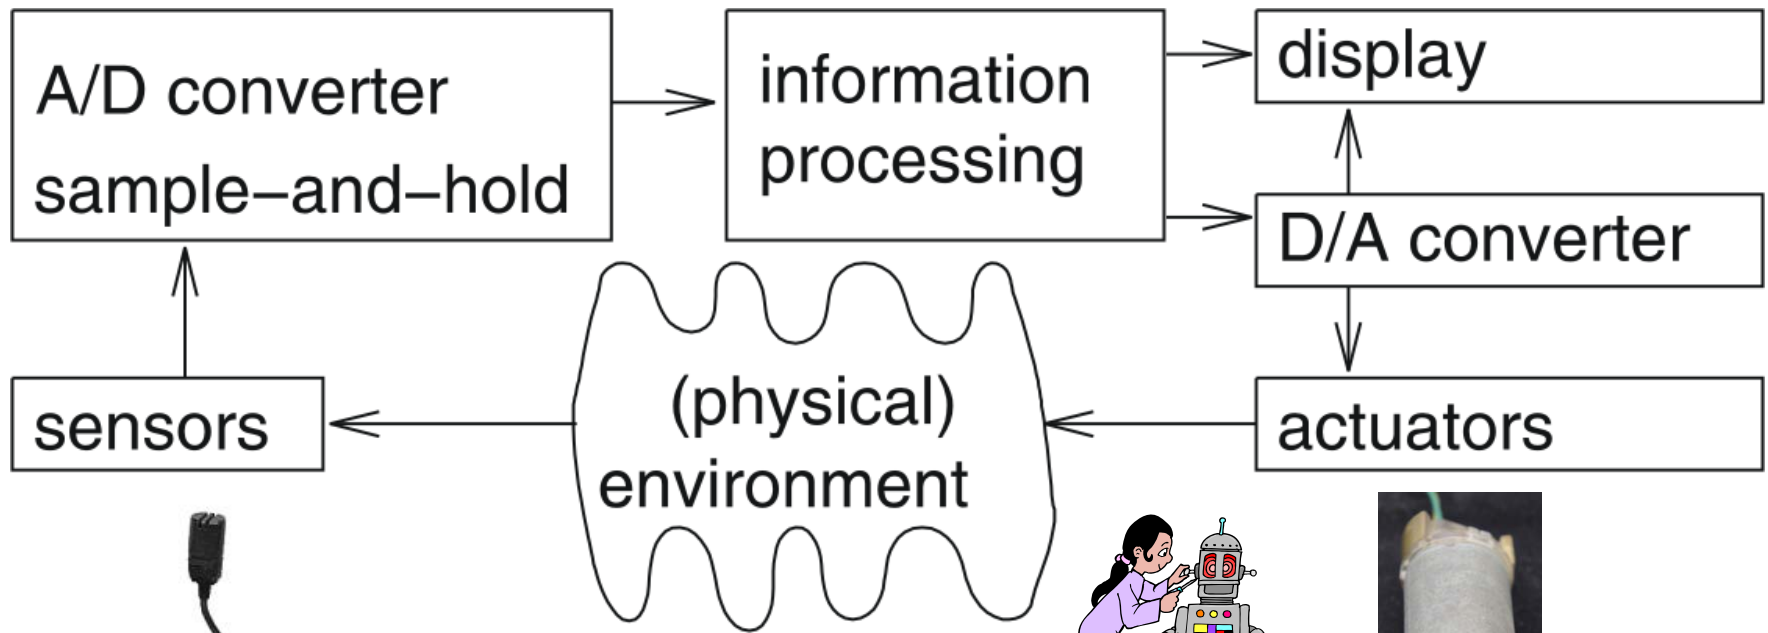 A/D converter
sample–and–hold
information
processing
display
D/A converter
sensors
(physical)
environment
actuators